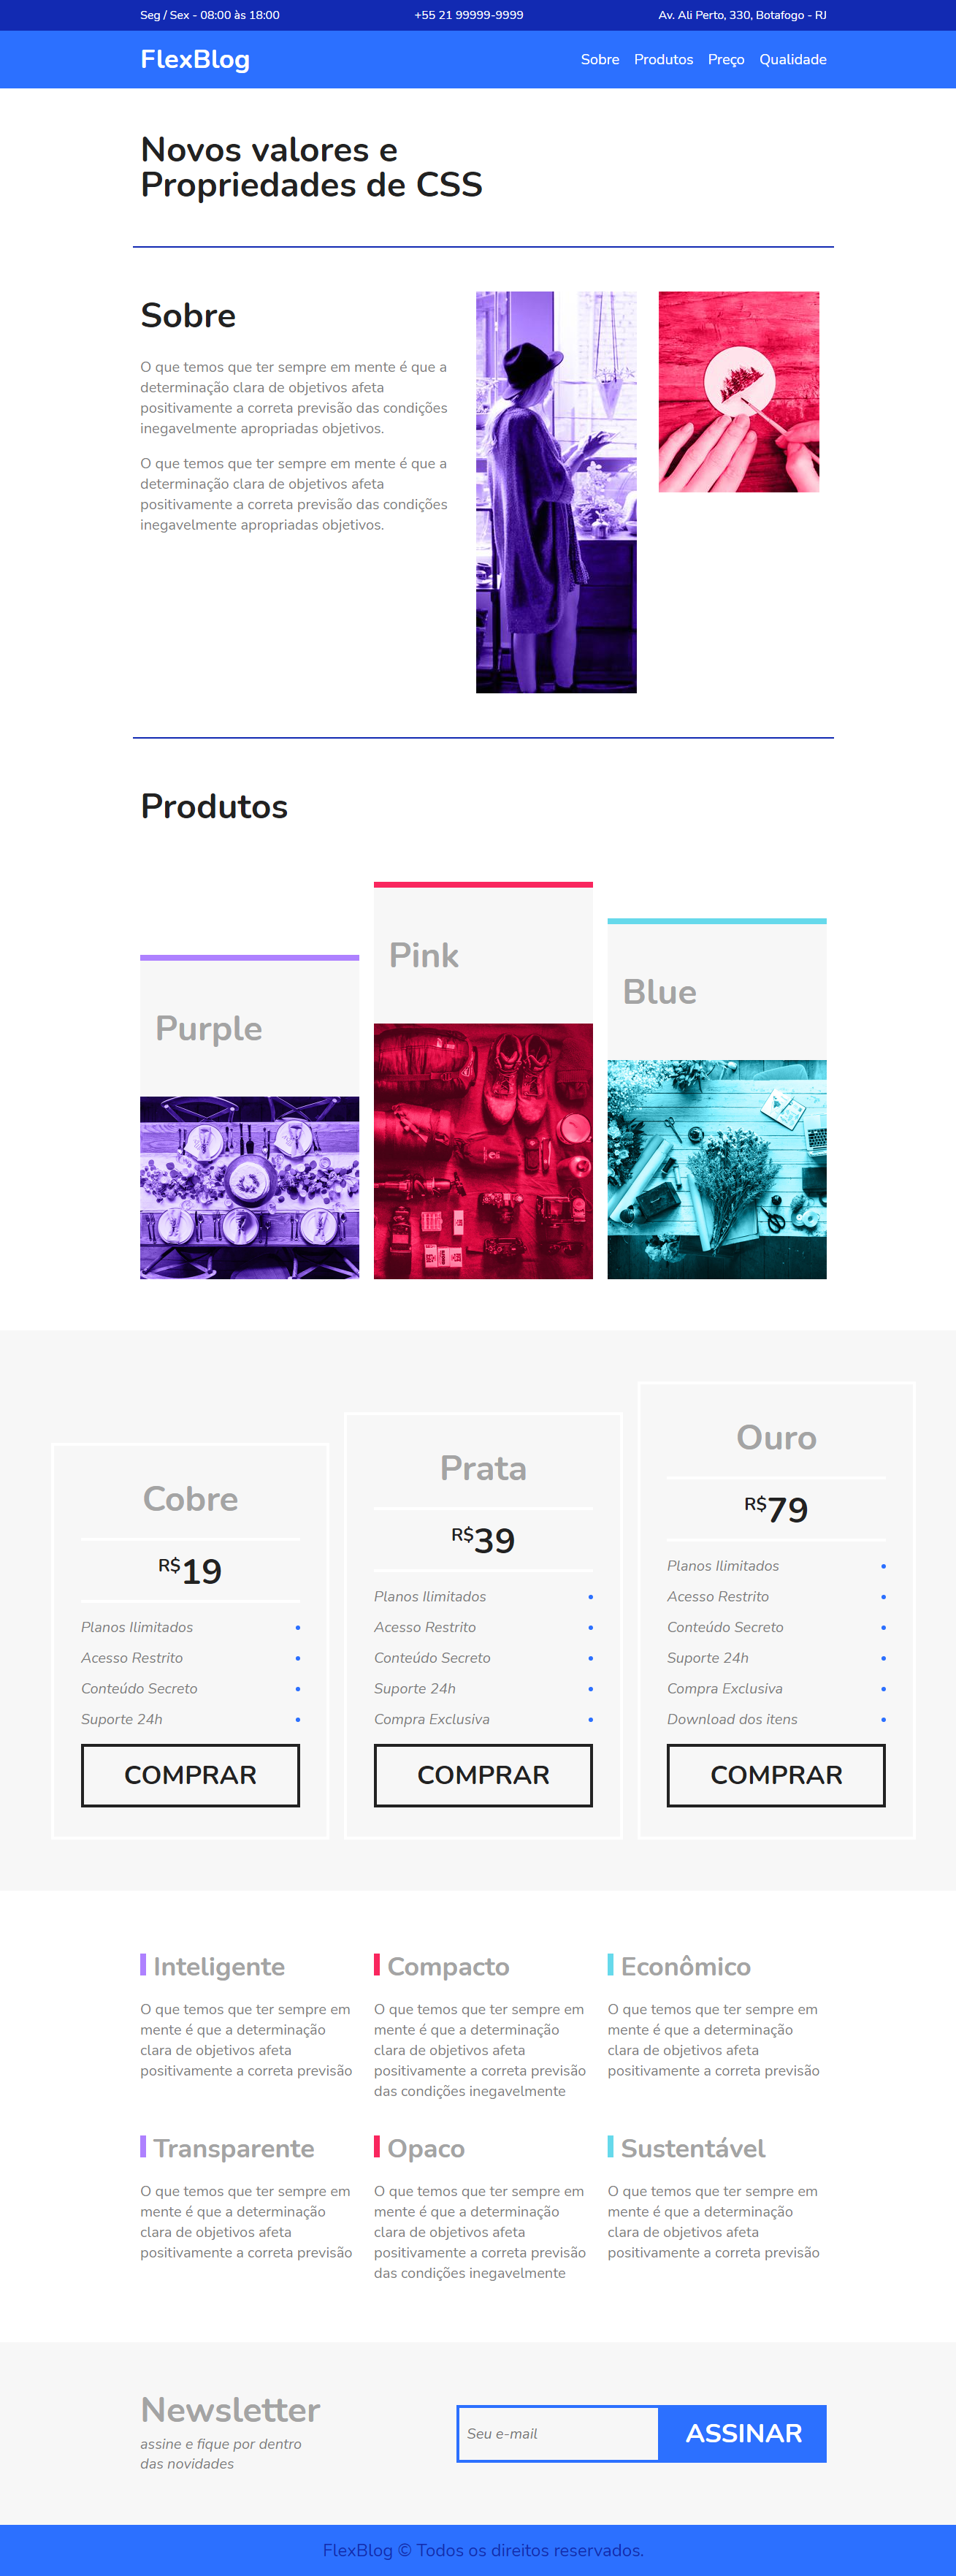 Seg / Sex - 08:00 às 18:00
+55 21 99999-9999
Av. Ali Perto, 330, Botafogo - RJ
FlexBlog
Sobre
Produtos
Preço
Qualidade
Novos valores e
Propriedades de CSS
Sobre
O que temos que ter sempre em mente é que a
determinação clara de objetivos afeta
positivamente a correta previsão das condições
inegavelmente apropriadas objetivos.
O que temos que ter sempre em mente é que a
determinação clara de objetivos afeta
positivamente a correta previsão das condições
inegavelmente apropriadas objetivos.
Produtos
Purple
Pink
Blue
Cobre
R$19
Planos Ilimitados
Acesso Restrito
Conteúdo Secreto
Suporte 24h
COMPRAR
Prata
R$39
Planos Ilimitados
Acesso Restrito
Conteúdo Secreto
Suporte 24h
Compra Exclusiva
COMPRAR
Ouro
R$79
Planos Ilimitados
Acesso Restrito
Conteúdo Secreto
Suporte 24h
Compra Exclusiva
Download dos itens
COMPRAR
Inteligente
O que temos que ter sempre em
mente é que a determinação
clara de objetivos afeta
positivamente a correta previsão
Compacto
O que temos que ter sempre em
mente é que a determinação
clara de objetivos afeta
positivamente a correta previsão
das condições inegavelmente
Econômico
O que temos que ter sempre em
mente é que a determinação
clara de objetivos afeta
positivamente a correta previsão
Transparente
O que temos que ter sempre em
mente é que a determinação
clara de objetivos afeta
positivamente a correta previsão
Opaco
O que temos que ter sempre em
mente é que a determinação
clara de objetivos afeta
positivamente a correta previsão
das condições inegavelmente
Sustentável
O que temos que ter sempre em
mente é que a determinação
clara de objetivos afeta
positivamente a correta previsão
Newsletter
assine e fique por dentro
das novidades
Seu e-mail
ASSINAR
FlexBlog © Todos os direitos reservados.